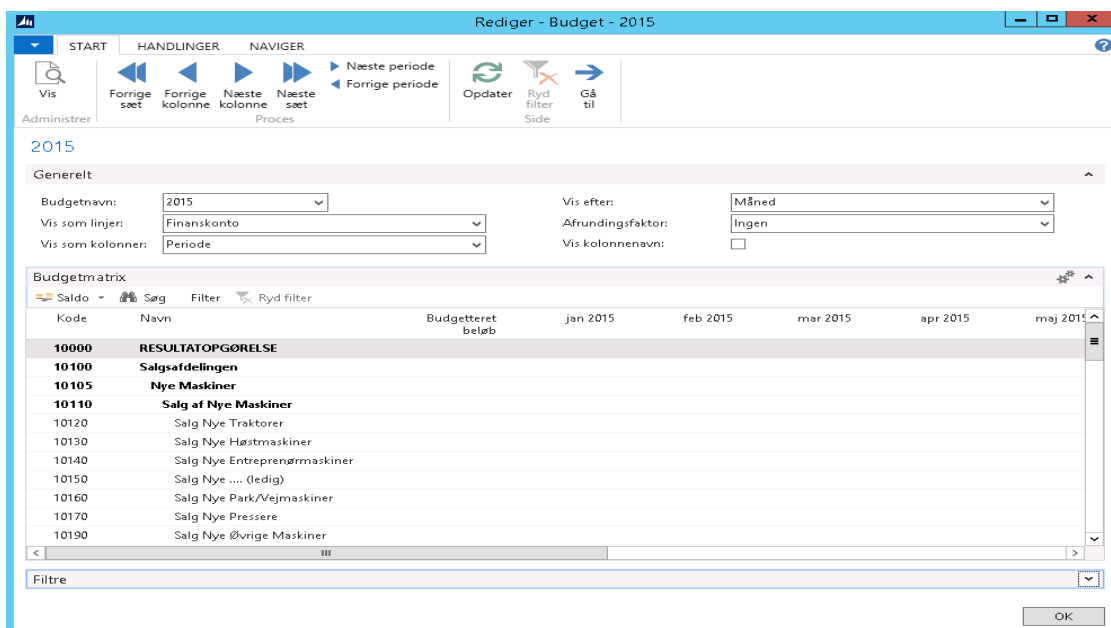 Rediger - Budget - 2015
START HANDLINGER NAVIGER
Vis
Forrige sæt
Forrige kolonne
Næste kolonne
Næste sæt
Næste periode
Forrige periode
Opdater
Ryd filter
Gå til
Administrer Proces Side
2015
Generelt
Budgetnavn: 2015 Vis efter: Måned
Vis som linjer: Finanskonto Afrundingsfaktor: Ingen
Vis som kolonner: Periode Vis kolonnenavn:
Budgetmatrix
Saldo Søg Filter Ryd filter
Kode Navn Budgetteret beløb jan 2015 feb 2015 mar 2015 apr 2015 maj 2015
10000 RESULTATOPGØRELSE
10100 Salgsafdelingen
10105 Nye Maskiner
10110 Salg af Nye Maskiner
10120 Salg Nye Traktorer
10130 Salg Nye Høstmaskiner
10140 Salg Nye Entreprenørmaskiner
10150 Salg Nye .... (ledig)
10160 Salg Nye Park/Vejmaskiner
10170 Salg Nye Pressere
10190 Salg Nye Øvrige Maskiner
Filtre
OK